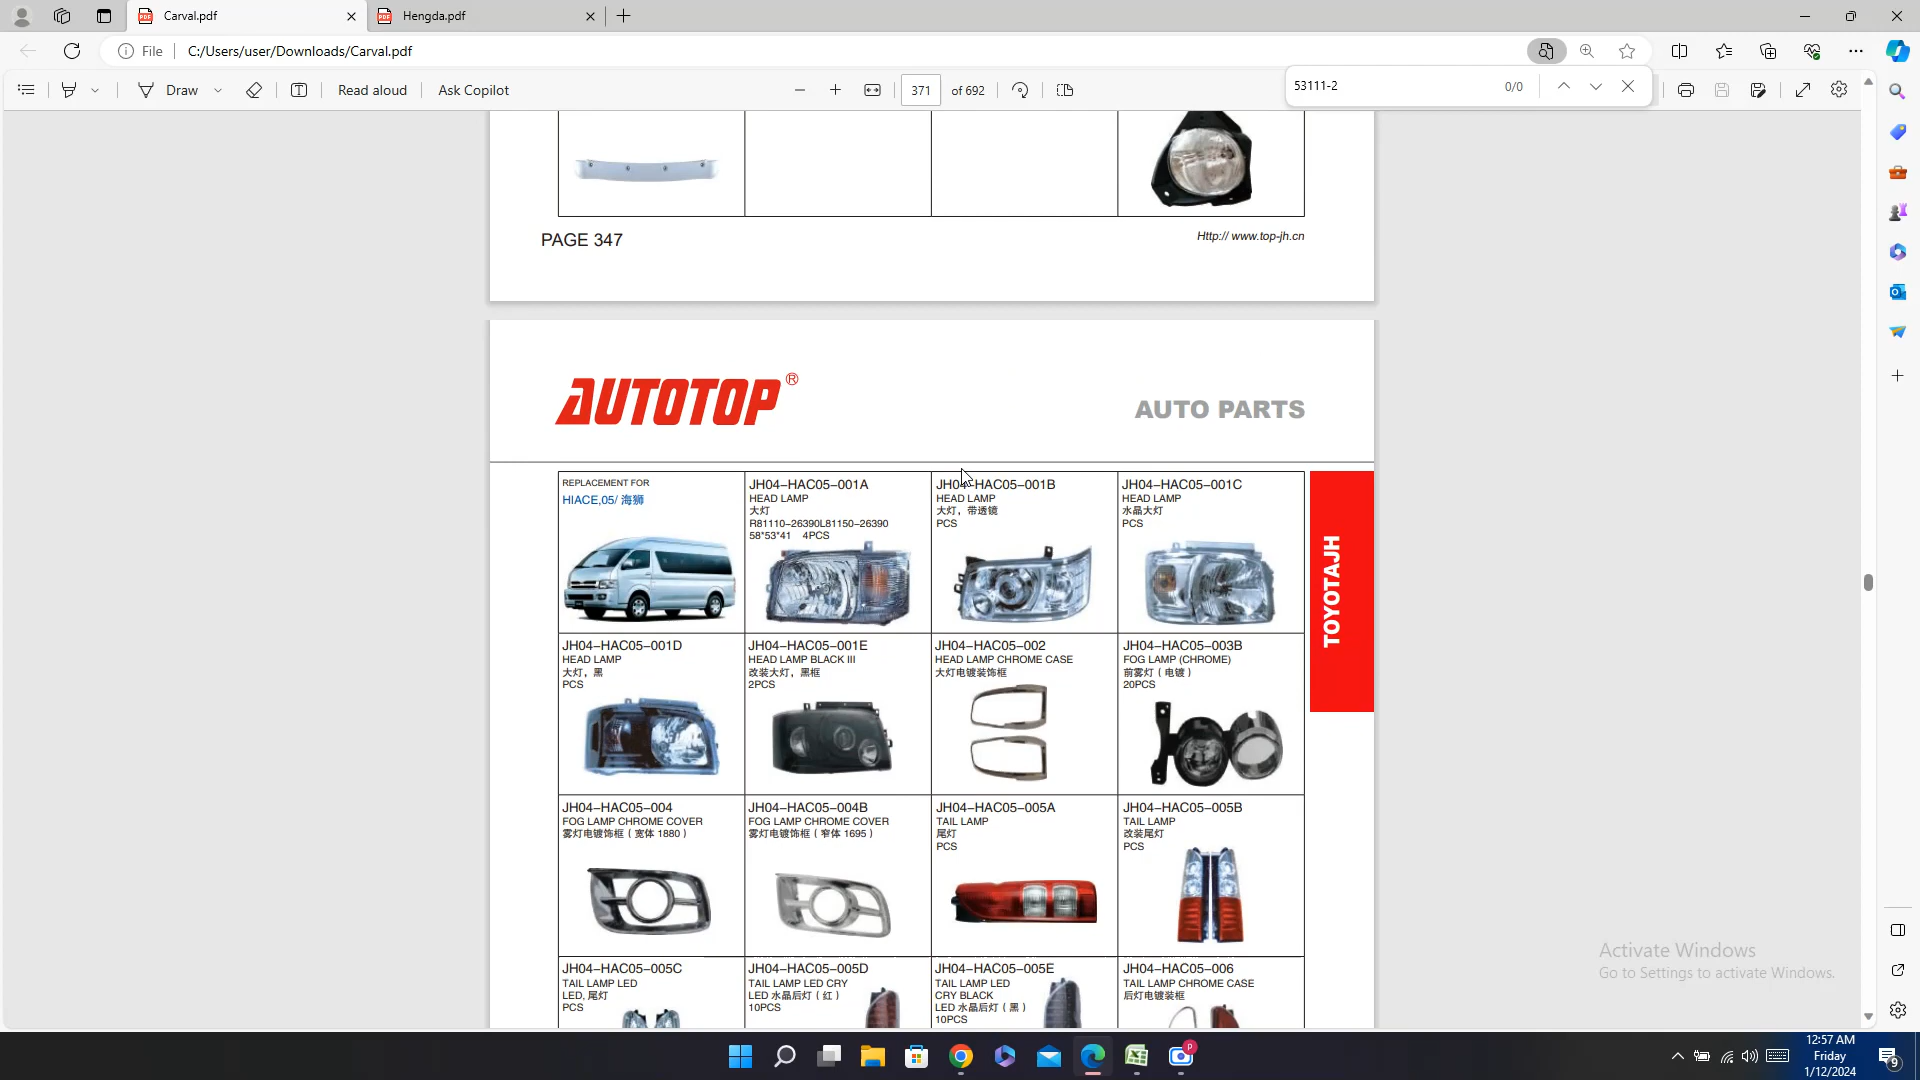 Carval.pdf
Hengda.pdf
File
C:/Users/user/Downloads/Carval.pdf
Draw
Read aloud
Ask Copilot
371
of 692
53111-2
0/0
PAGE 347
Http:// www.top-jh.cn
AUTOTOP®
AUTO PARTS
TOYOTAJH
REPLACEMENT FOR
HIACE,05/ 海狮
JH04-HAC05-001A
HEAD LAMP
大灯
R81110-26390L81150-26390
58*53*41 4PCS
JH04-HAC05-001B
HEAD LAMP
大灯，带透镜
PCS
JH04-HAC05-001C
HEAD LAMP
水晶大灯
PCS
JH04-HAC05-001D
HEAD LAMP
大灯，黑
PCS
JH04-HAC05-001E
HEAD LAMP BLACK III
改装大灯，黑框
2PCS
JH04-HAC05-002
HEAD LAMP CHROME CASE
大灯电镀装饰框
JH04-HAC05-003B
FOG LAMP (CHROME)
前雾灯（电镀）
20PCS
JH04-HAC05-004
FOG LAMP CHROME COVER
雾灯电镀饰框（宽体 1880）
JH04-HAC05-004B
FOG LAMP CHROME COVER
雾灯电镀饰框（窄体 1695）
JH04-HAC05-005A
TAIL LAMP
尾灯
PCS
JH04-HAC05-005B
TAIL LAMP
改装尾灯
PCS
JH04-HAC05-005C
TAIL LAMP LED
LED, 尾灯
PCS
JH04-HAC05-005D
TAIL LAMP LED CRY
LED 水晶后灯（红）
10PCS
JH04-HAC05-005E
TAIL LAMP LED
CRY BLACK
LED 水晶后灯（黑）
10PCS
JH04-HAC05-006
TAIL LAMP CHROME CASE
后灯电镀装框
Activate Windows
Go to Settings to activate Windows.
12:57 AM
Friday
1/12/2024
P
9